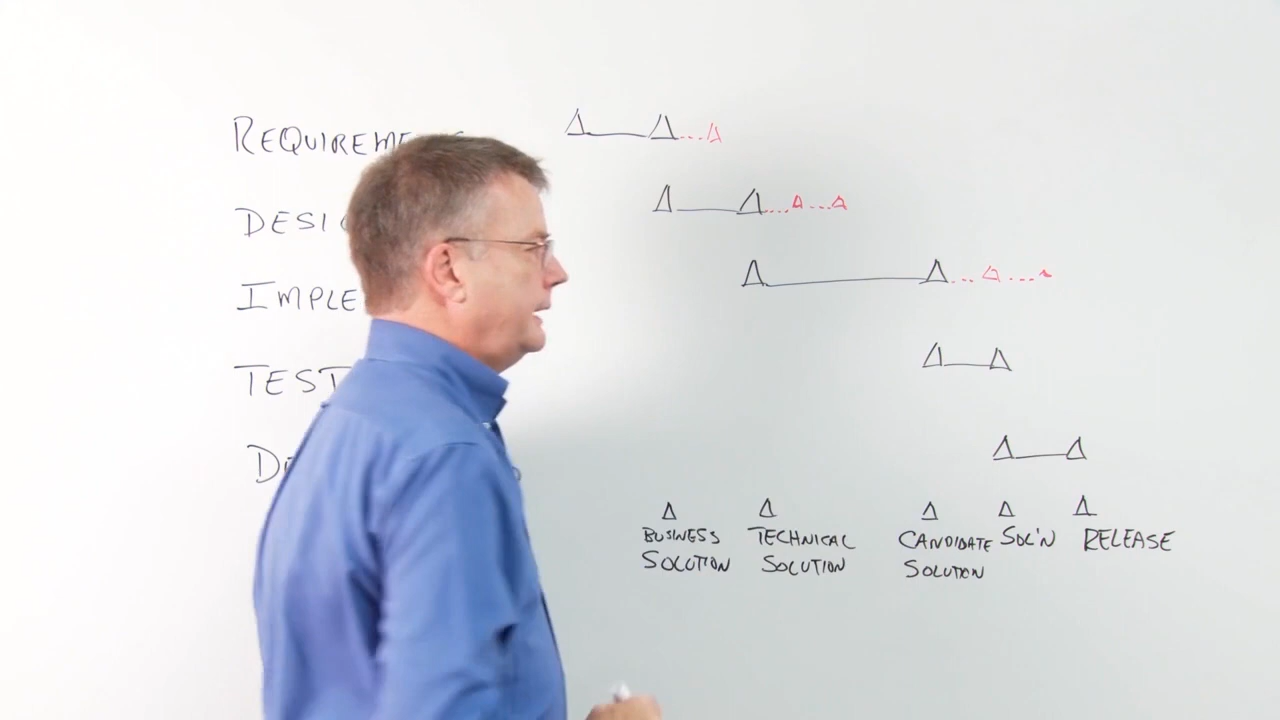 REQUIREME
DESI
IMPLE
TEST
D
BUSINESS
SOLUTION
TECHNICAL
SOLUTION
CANDIDATE
SOLUTION
SOL'N
RELEASE